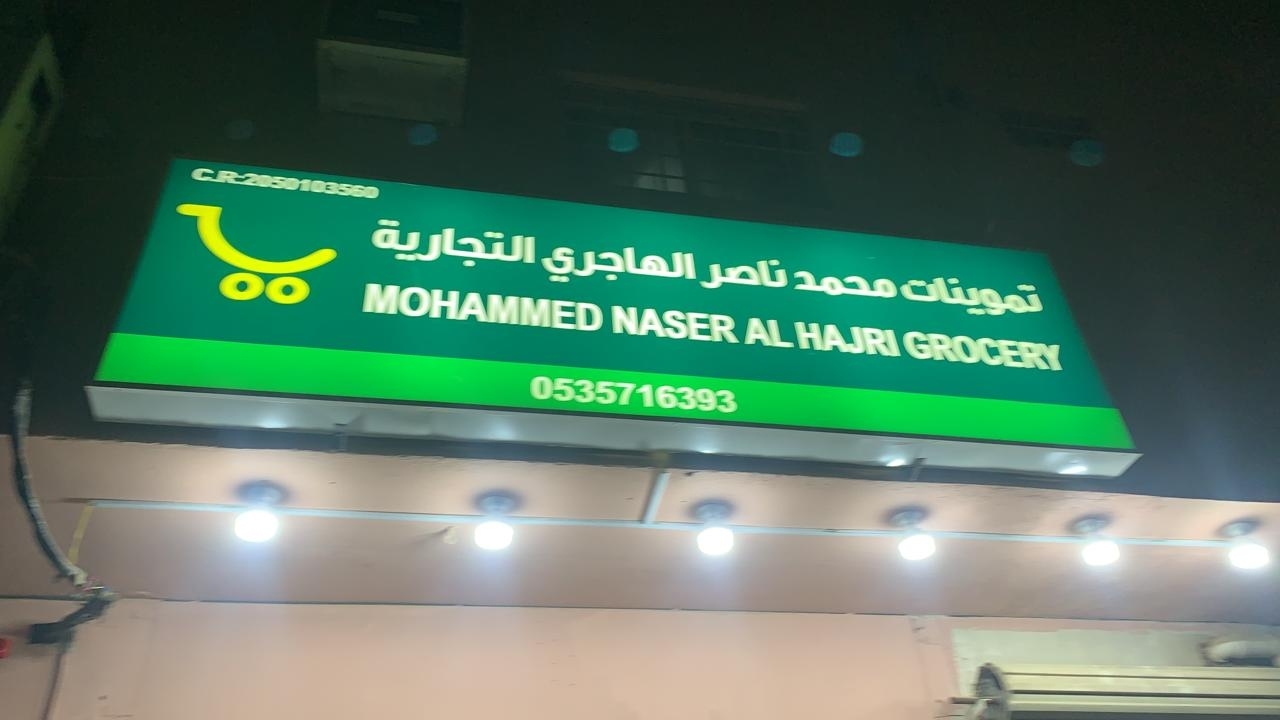 C.R:2050103560
تموينات محمد ناصر الهاجري التجارية
MOHAMMED NASER AL HAJRI GROCERY
0535716393